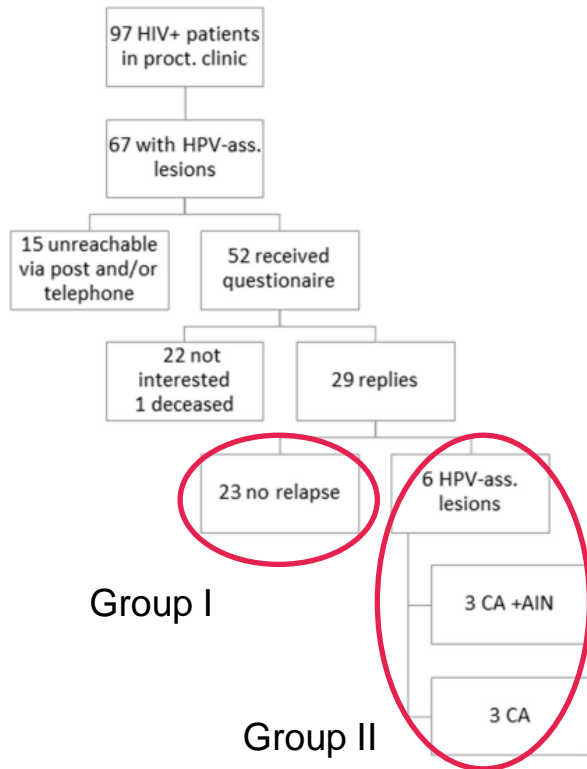 97 HIV+ patients
in proct. clinic
67 with HPV-ass.
lesions
15 unreachable
via post and/or
telephone
52 received
questionaire
22 not
interested
1 deceased
29 replies
23 no relapse
6 HPV-ass.
lesions
Group I
3 CA +AIN
3 CA
Group II